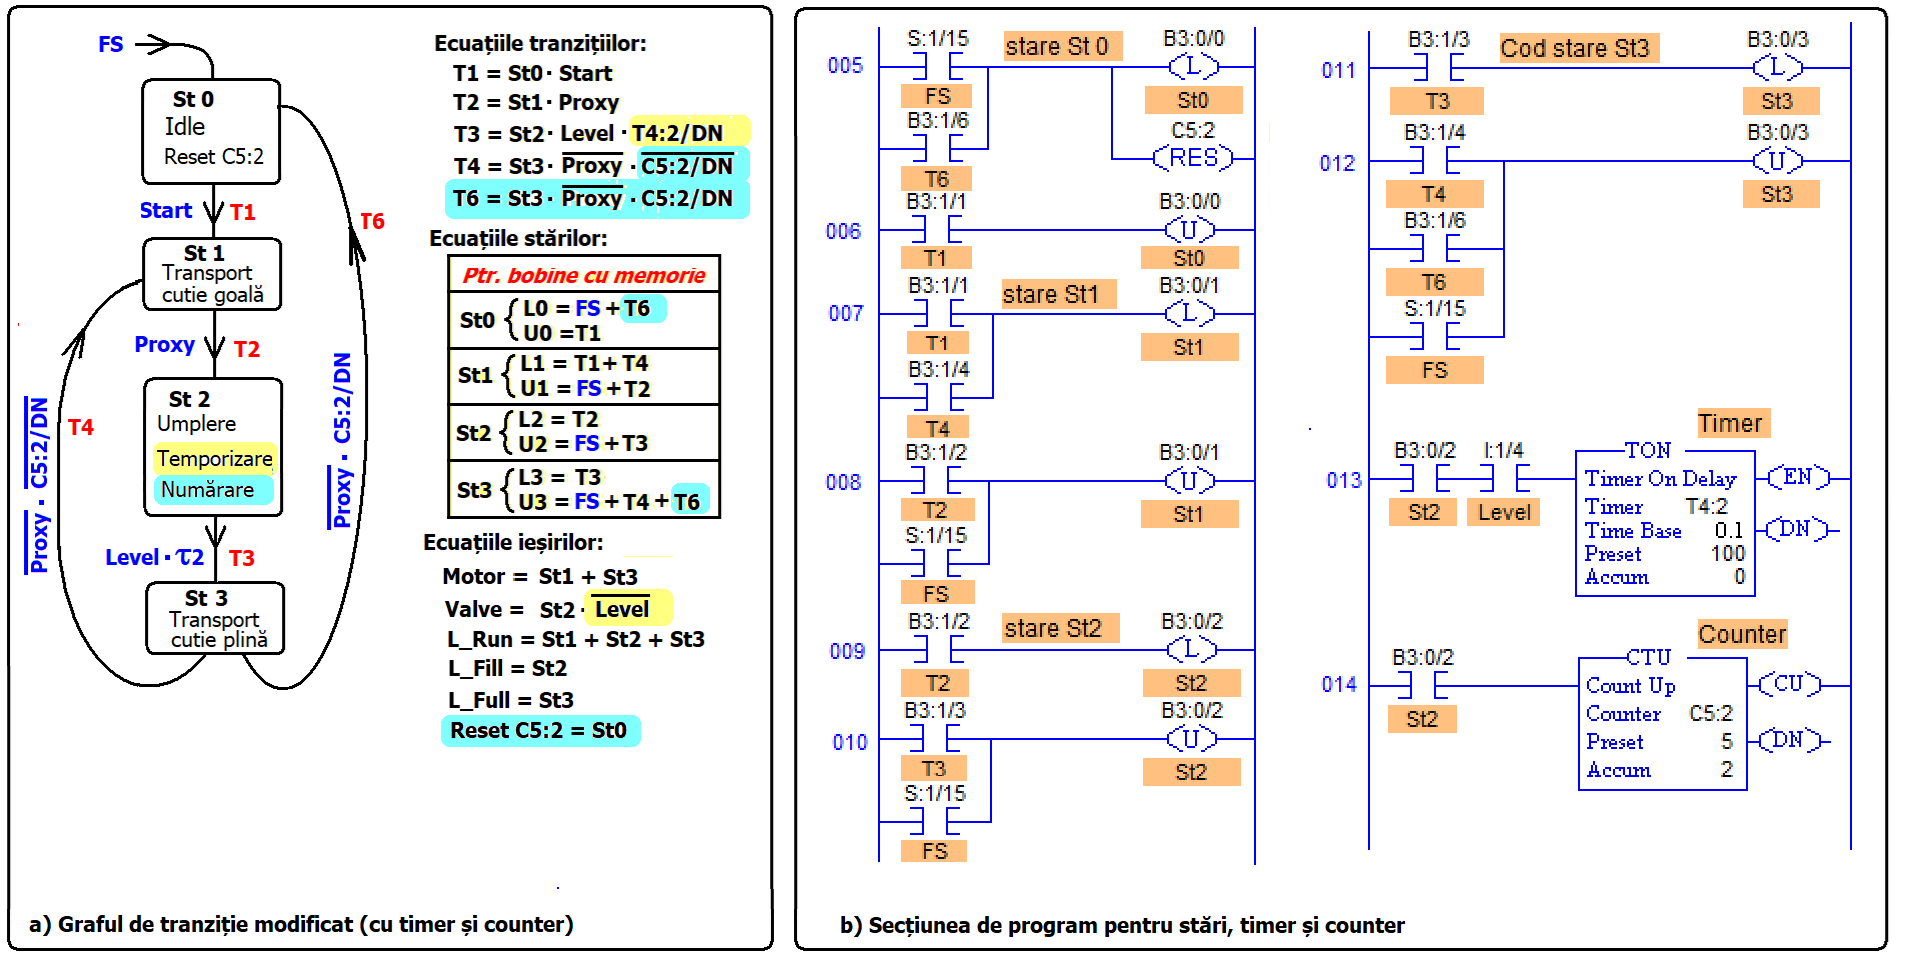 FS
St 0
Idle
Reset C5:2
Start
T1
T6
St 1
Transport
cutie goală
Proxy
T2
T4
Proxy · C5:2/DN
Proxy · C5:2/DN
St 2
Umplere
Temporizare
Numărare
Level · τ2
T3
St 3
Transport
cutie plină
Ecuațiile tranzițiilor:
T1 = St0 · Start
T2 = St1 · Proxy
T3 = St2 · Level · T4:2/DN
T4 = St3 · Proxy · C5:2/DN
T6 = St3 · Proxy · C5:2/DN
Ecuațiile stărilor:
Ptr. bobine cu memorie
St0 { L0 = FS + T6
U0 =T1
St1 { L1 = T1+ T4
U1 = FS + T2
St2 { L2 = T2
U2 = FS + T3
St3 { L3 = T3
U3 = FS + T4 + T6
Ecuațiile ieșirilor:
Motor = St1 + St3
Valve = St2 · Level
L_Run = St1 + St2 + St3
L_Fill = St2
L_Full = St3
Reset C5:2 = St0
a) Graful de tranziție modificat (cu timer și counter)
S:1/15
stare St 0
B3:0/0
005
L
FS
St0
B3:1/6
C5:2
RES
T6
B3:1/1
B3:0/0
006
U
T1
St0
B3:1/1
stare St1
B3:0/1
007
L
T1
St1
B3:1/4
T4
B3:1/2
B3:0/1
008
U
T2
St1
S:1/15
FS
B3:1/2
stare St2
B3:0/2
009
L
T2
St2
B3:1/3
B3:0/2
010
U
T3
St2
S:1/15
FS
B3:1/3
Cod stare St3
B3:0/3
011
L
T3
St3
B3:1/4
B3:0/3
012
U
T4
St3
B3:1/6
T6
S:1/15
FS
Timer
B3:0/2
I:1/4
TON
013
Timer On Delay
EN
St2
Level
Timer T4:2
Time Base 0.1
DN
Preset 100
Accum 0
Counter
B3:0/2
CTU
014
Count Up
CU
St2
Counter C5:2
Preset 5
DN
Accum 2
b) Secțiunea de program pentru stări, timer și counter